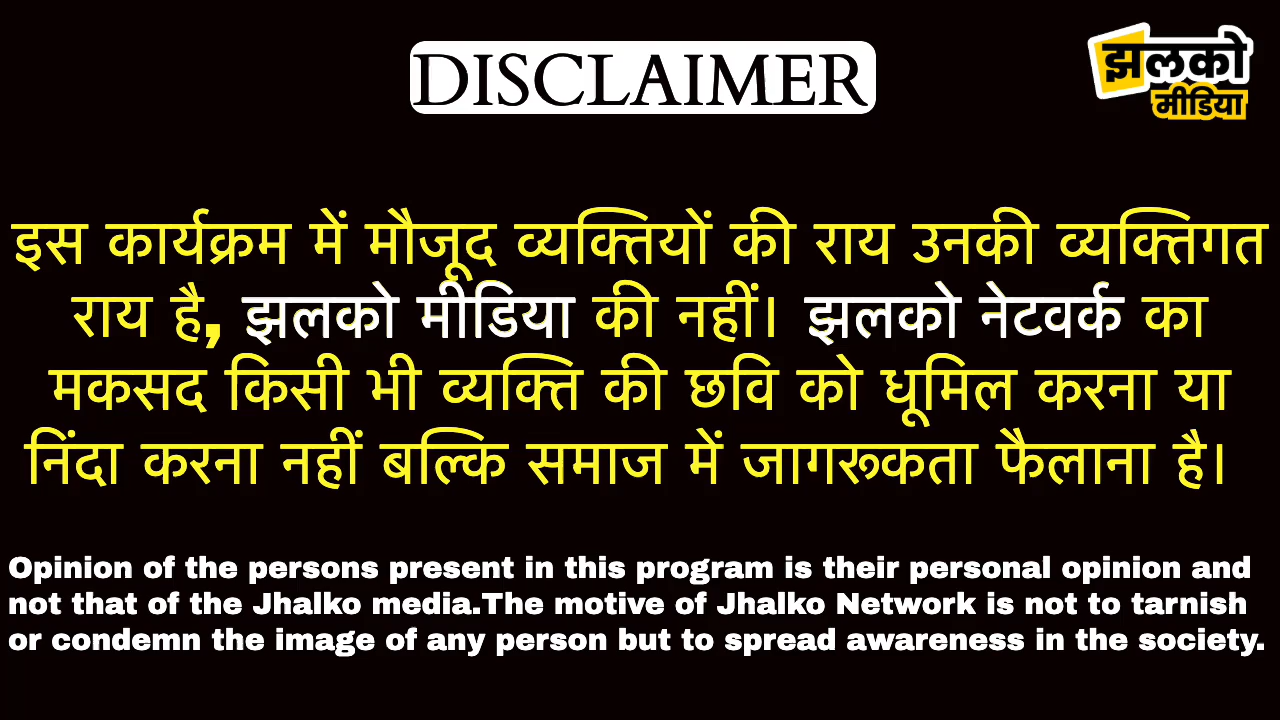 DISCLAIMER
झलको
मीडिया
इस कार्यक्रम में मौजूद व्यक्तियों की राय उनकी व्यक्तिगत
राय है, झलको मीडिया की नहीं। झलको नेटवर्क का
मकसद किसी भी व्यक्ति की छवि को धूमिल करना या
निंदा करना नहीं बल्कि समाज में जागरूकता फैलाना है।
Opinion of the persons present in this program is their personal opinion and
not that of the Jhalko media.The motive of Jhalko Network is not to tarnish
or condemn the image of any person but to spread awareness in the society.